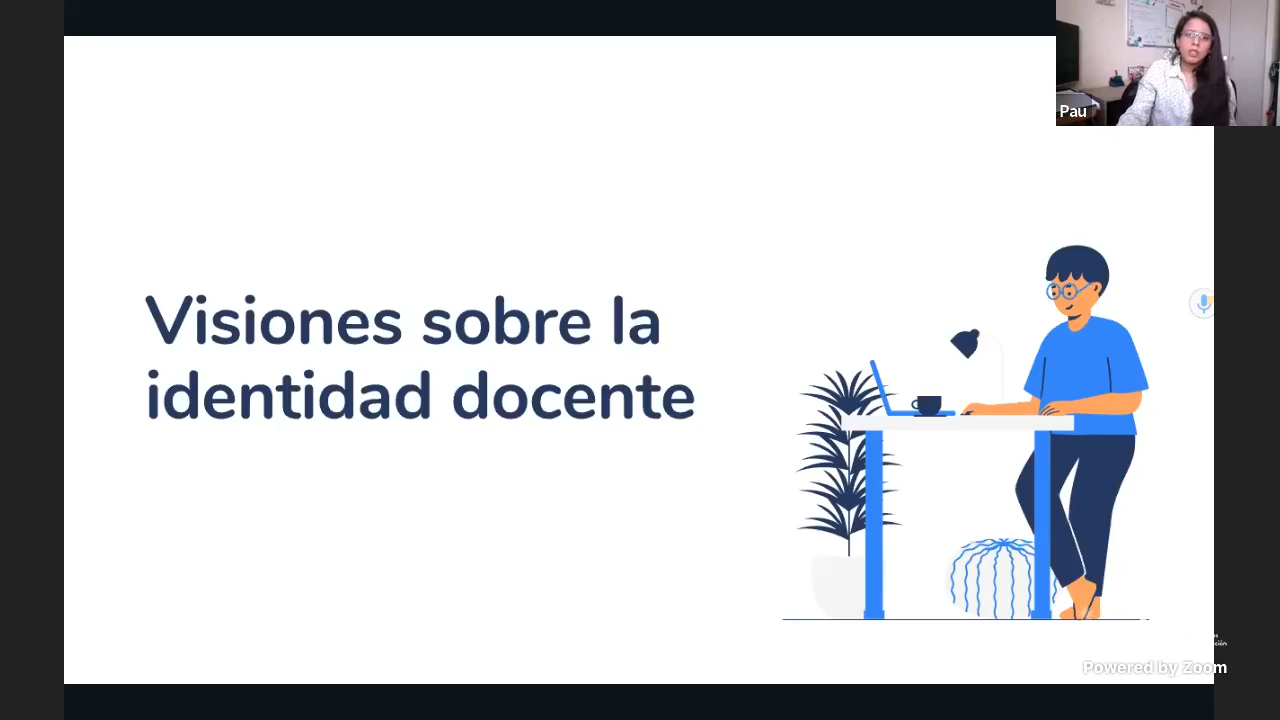 Pau
Visiones sobre la
identidad docente
Powered by Zoom